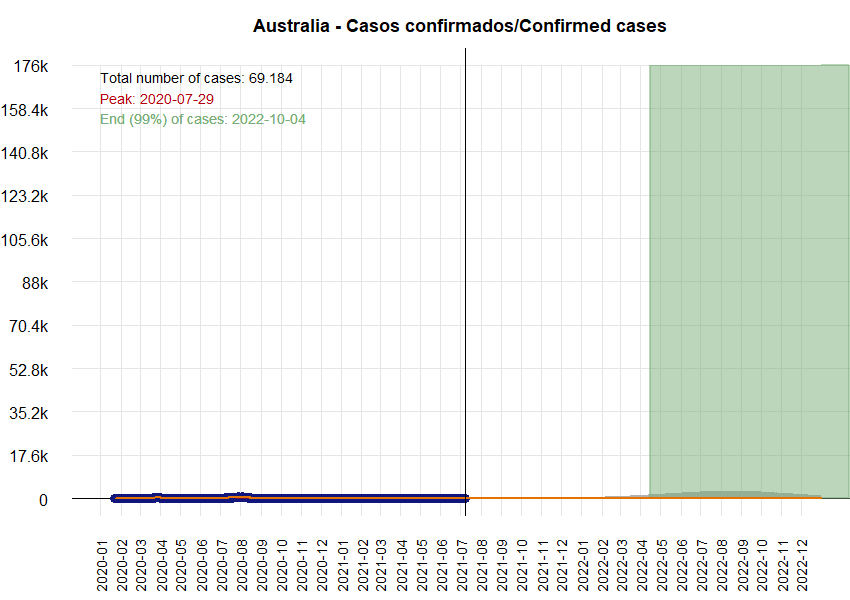 Australia - Casos confirmados/Confirmed cases
176k
158.4k
140.8k
123.2k
105.6k
88k
70.4k
52.8k
35.2k
17.6k
0
Total number of cases: 69.184
Peak: 2020-07-29
End (99%) of cases: 2022-10-04
2020-01
2020-02
2020-03
2020-04
2020-05
2020-06
2020-07
2020-08
2020-09
2020-10
2020-11
2020-12
2021-01
2021-02
2021-03
2021-04
2021-05
2021-06
2021-07
2021-08
2021-09
2021-10
2021-11
2021-12
2022-01
2022-02
2022-03
2022-04
2022-05
2022-06
2022-07
2022-08
2022-09
2022-10
2022-11
2022-12